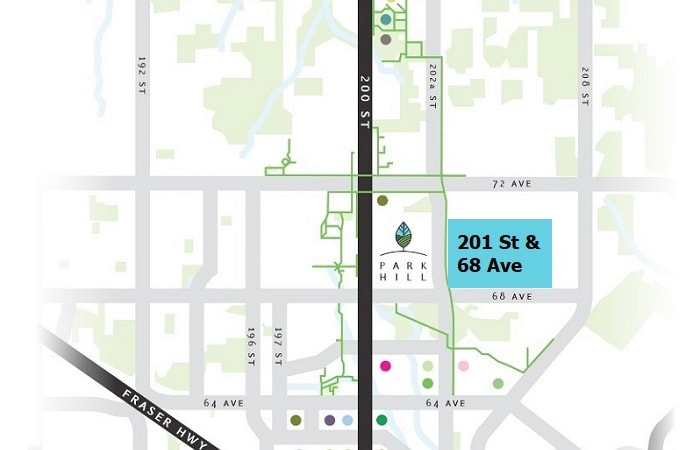 192 ST
200 ST
202a ST
208 ST
72 AVE
PARK
HILL
201 St &
68 Ave
68 AVE
196 ST
197 ST
64 AVE
64 AVE
FRASER HWY